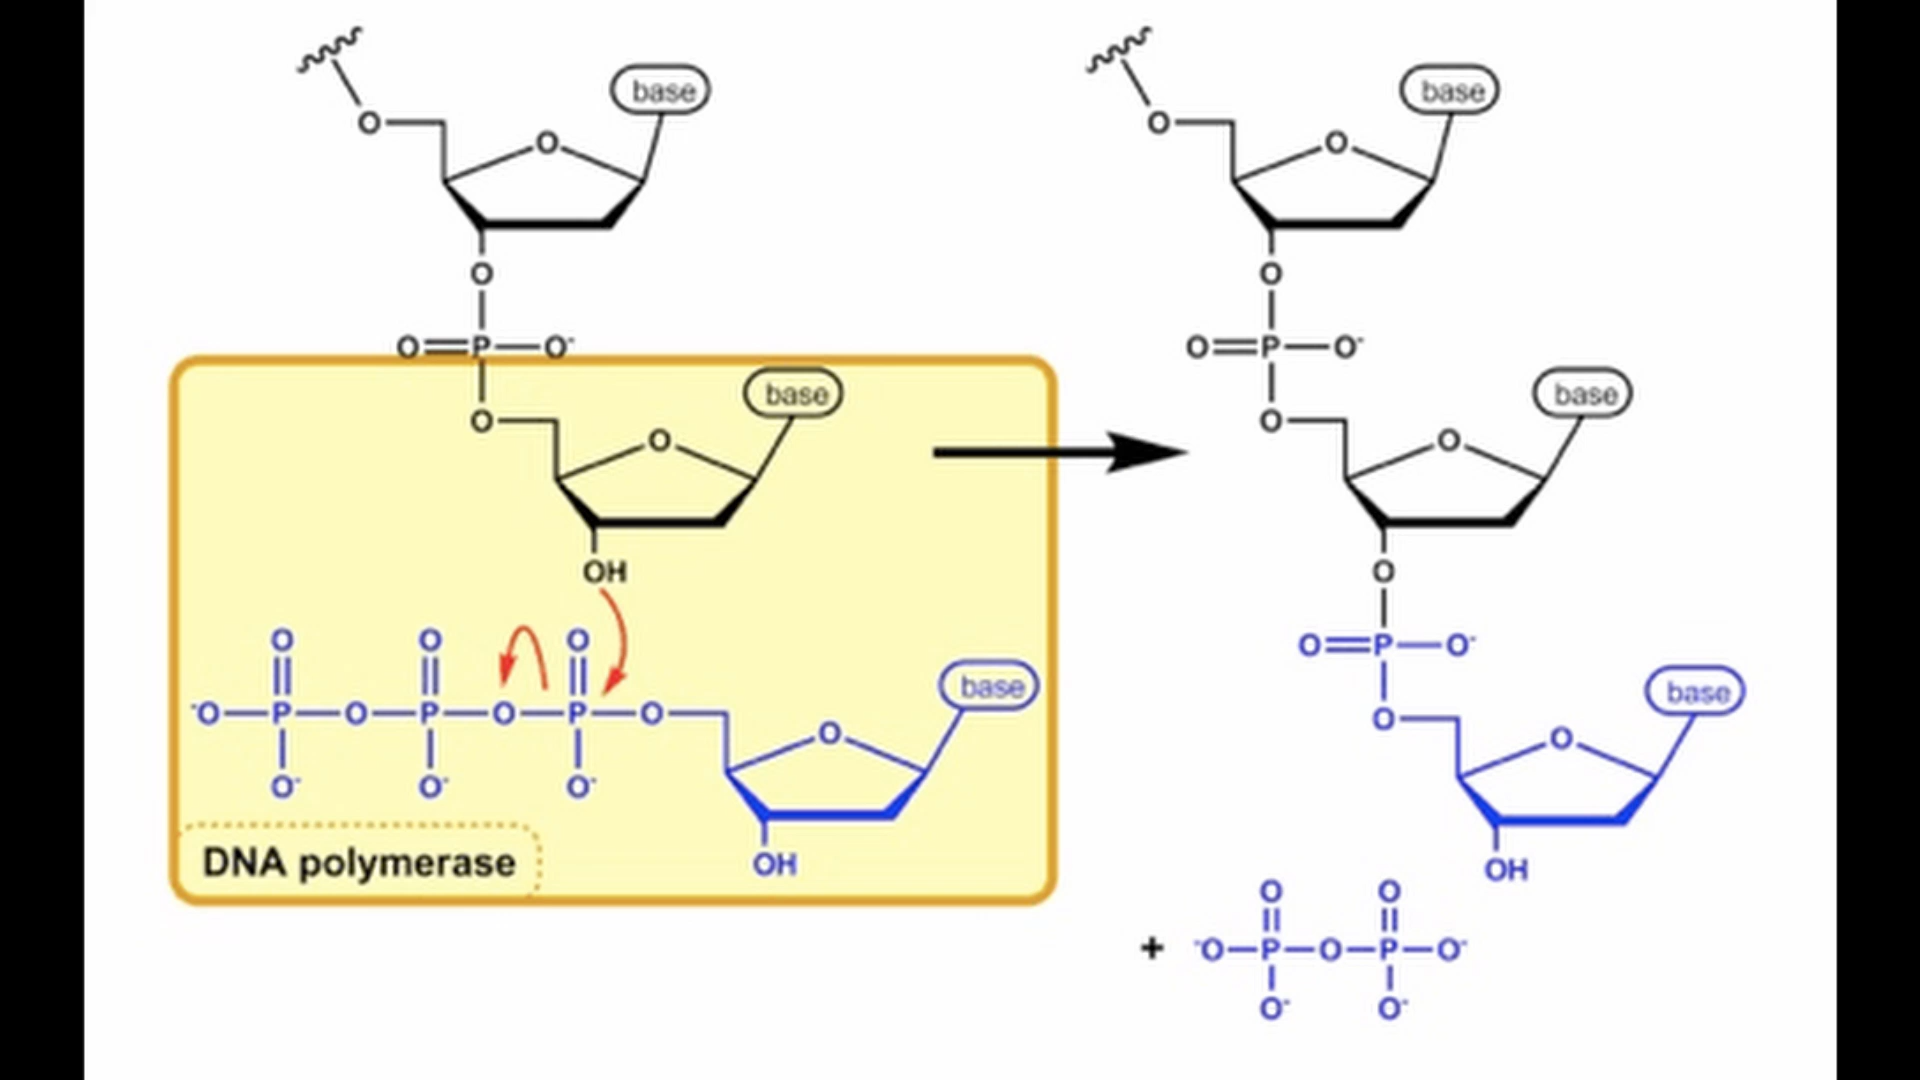 base
base
O
O
O
O
O
O
O=P—O⁻
O=P—O⁻
base
base
O
O
O
O
OH
O
O
O
O
O=P—O⁻
base
base
⁻O—P—O—P—O—P—O
O
O
O
O⁻
O⁻
O⁻
DNA polymerase
OH
OH
O
O
+
⁻O—P—O—P—O⁻
O⁻
O⁻